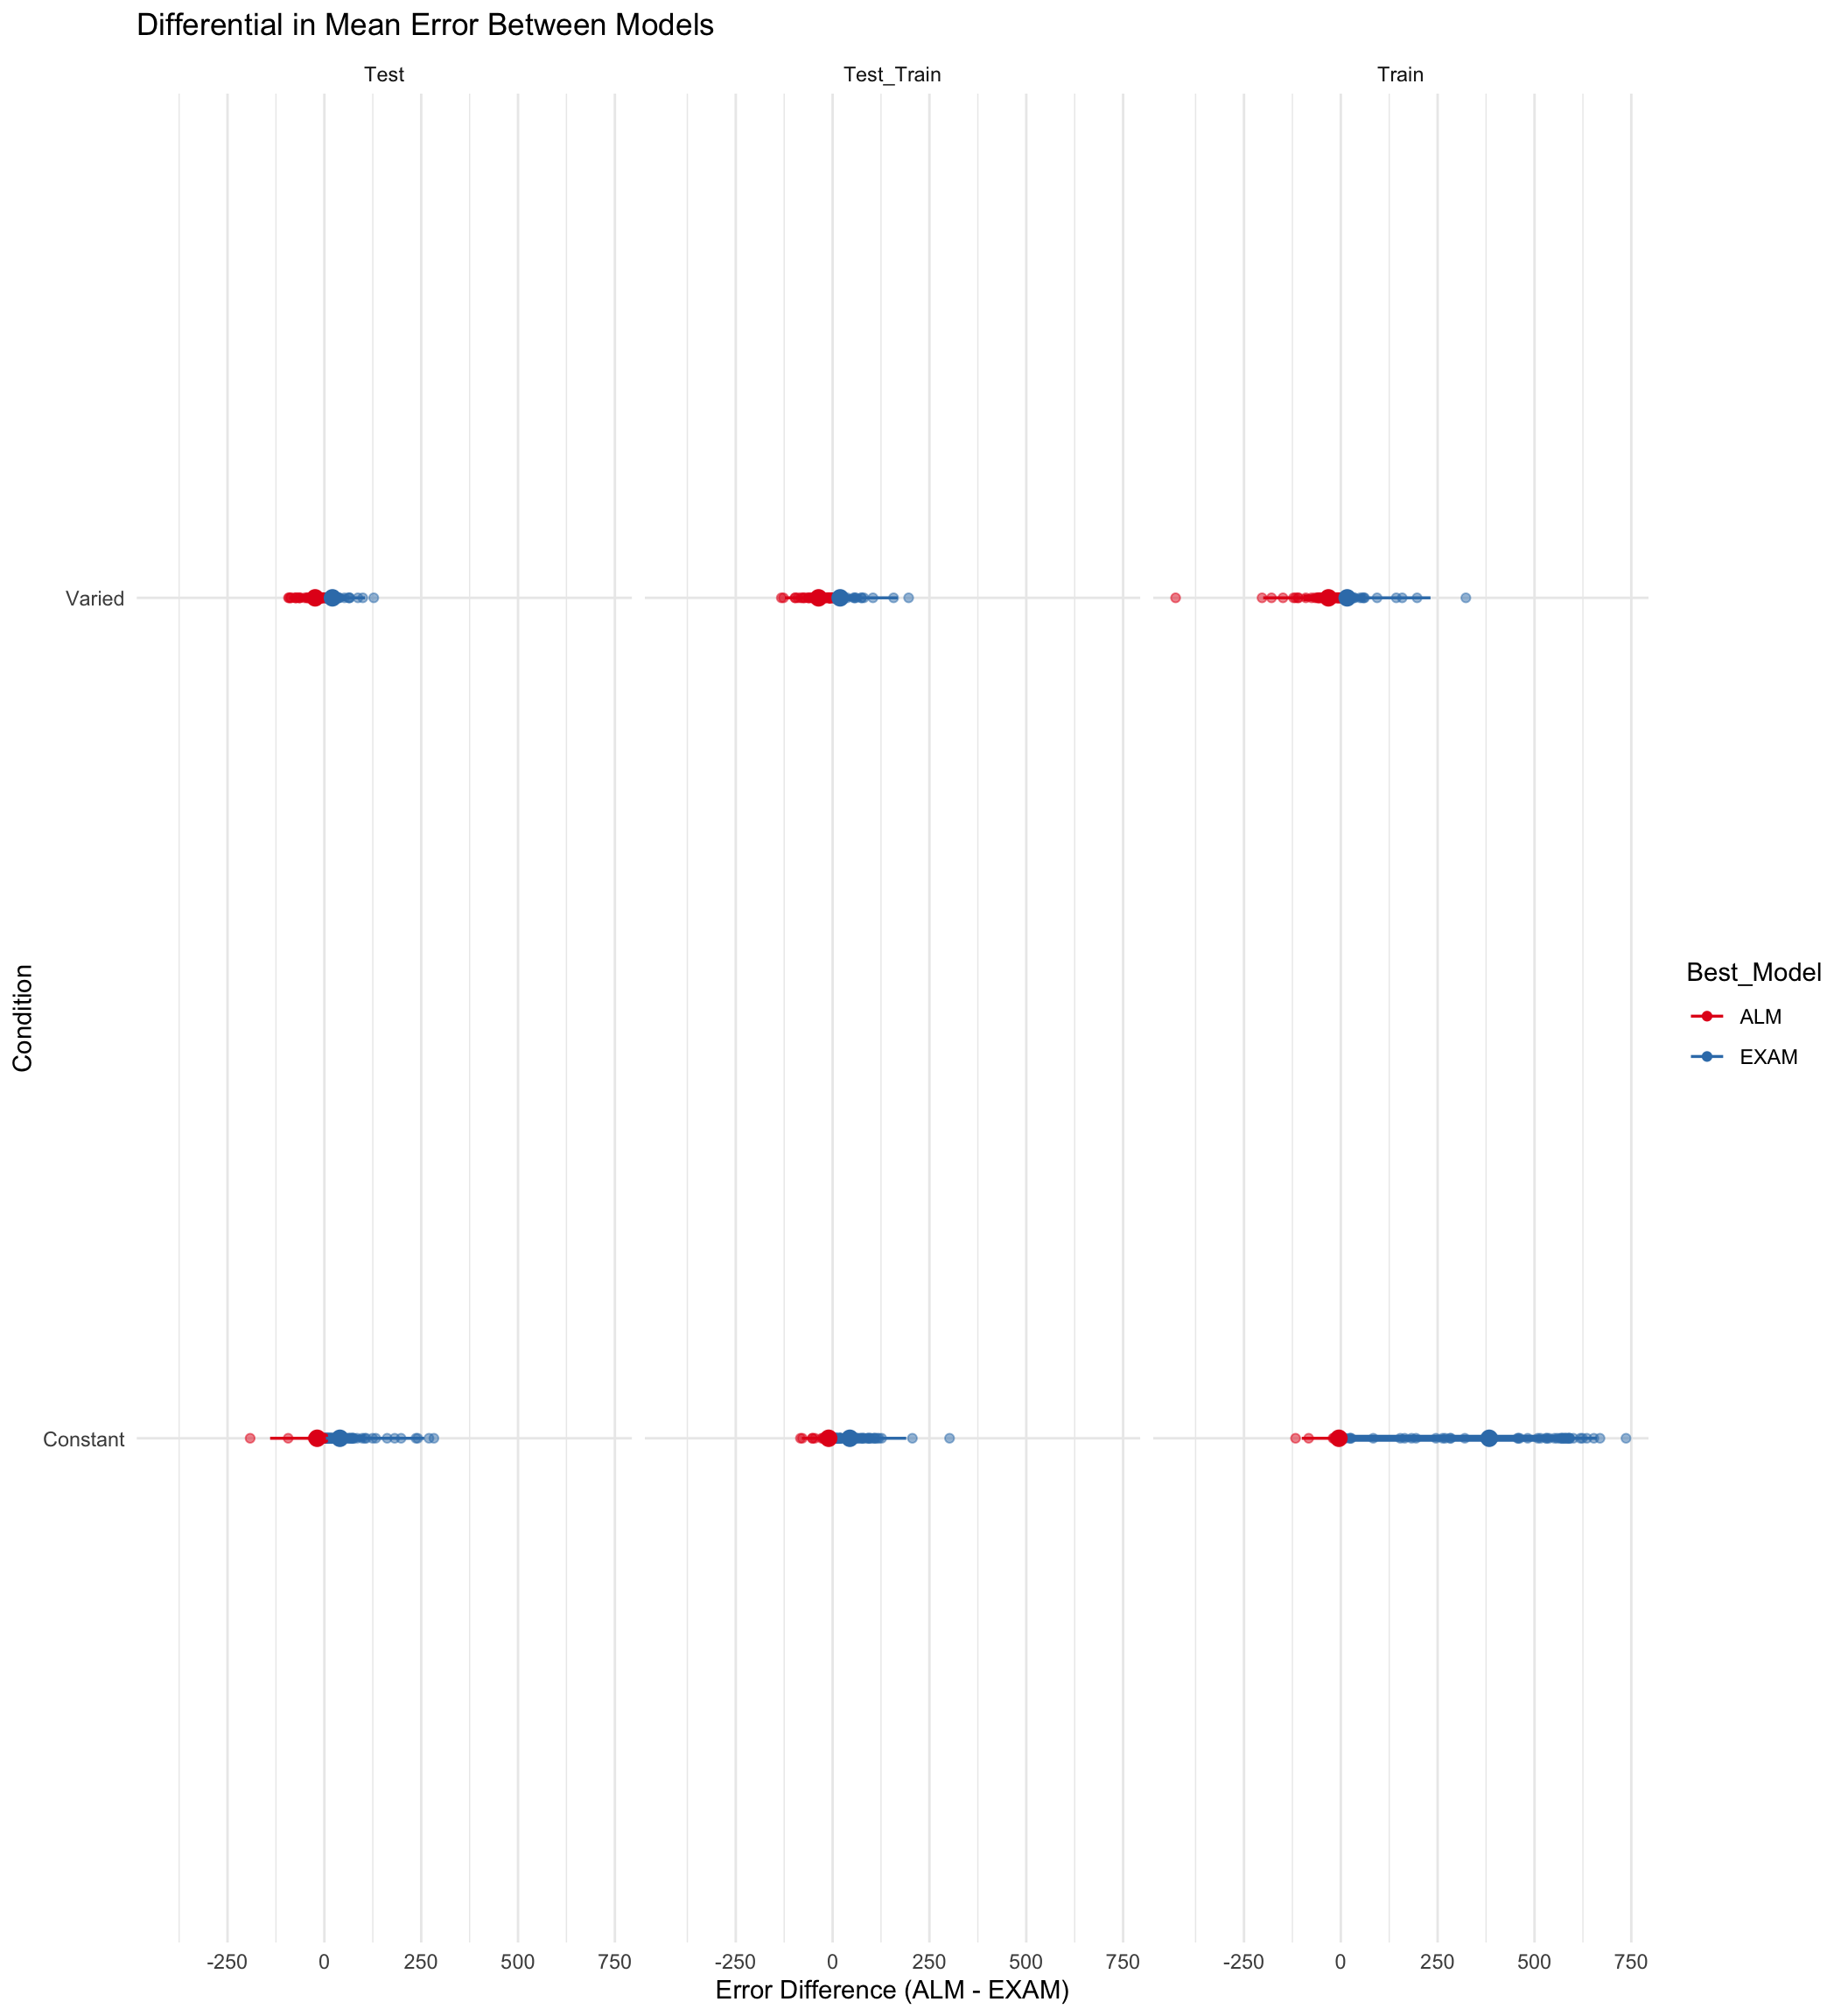 Differential in Mean Error Between Models
Test
Test_Train
Train
Varied
Constant
Condition
-250 0 250 500 750
-250 0 250 500 750
-250 0 250 500 750
Error Difference (ALM - EXAM)
Best_Model
ALM
EXAM